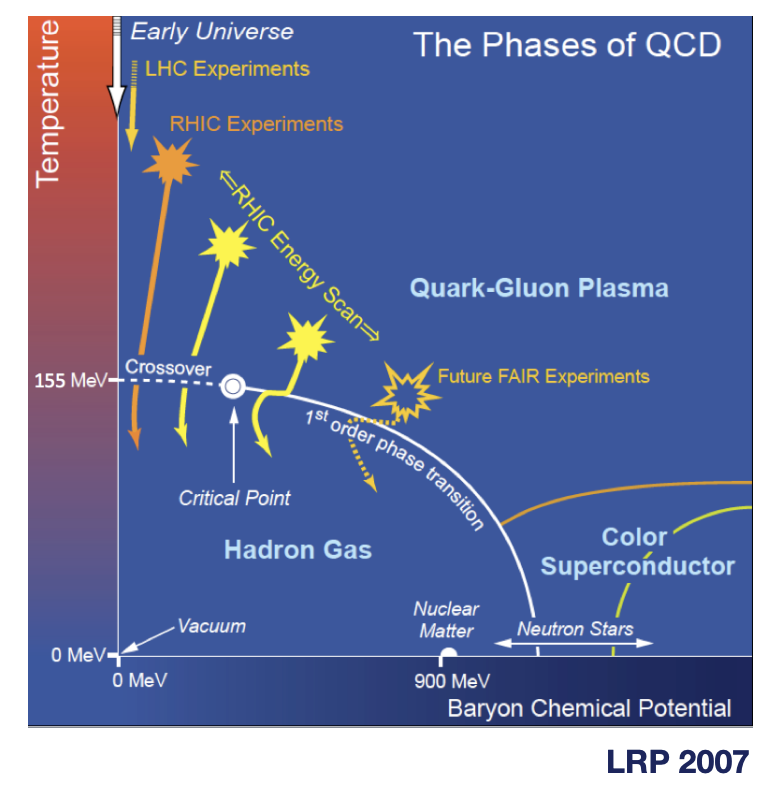 Temperature
Early Universe
The Phases of QCD
LHC Experiments
RHIC Experiments
⇐RHIC Energy Scan⇒
Quark-Gluon Plasma
Crossover
155 MeV
Future FAIR Experiments
1st order phase transition
Critical Point
Hadron Gas
Color
Superconductor
Nuclear
Matter
Vacuum
Neutron Stars
0 MeV
0 MeV
900 MeV
Baryon Chemical Potential
LRP 2007